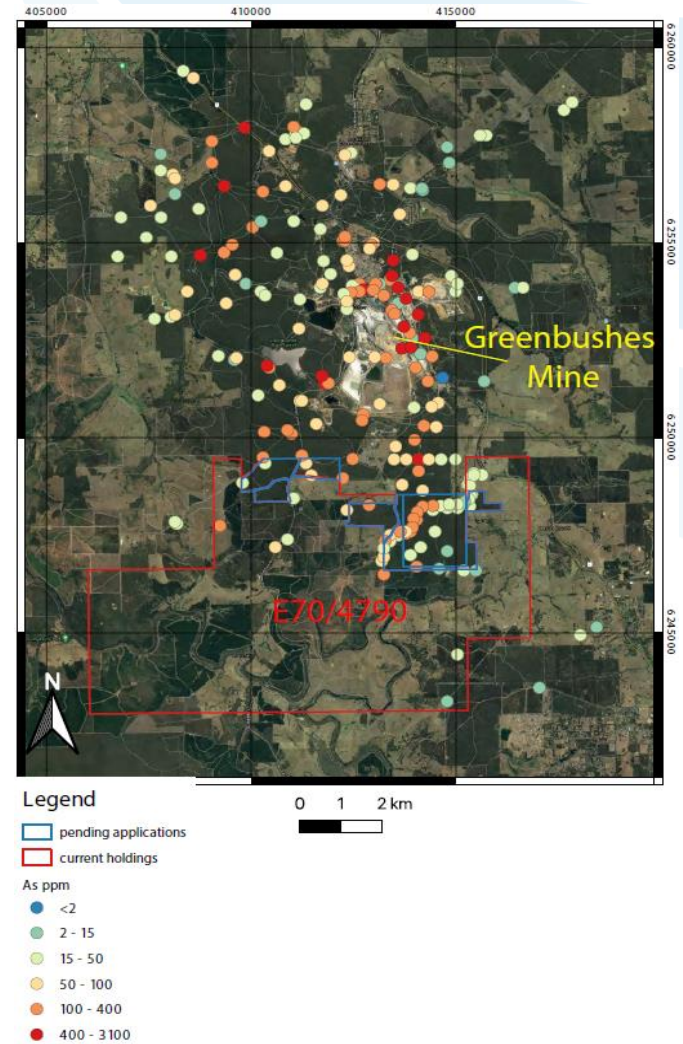 405000 410000 415000
6260000
6255000
Greenbushes
Mine
6250000
E70/4790
6245000
N
Legend
0 1 2 km
pending applications
current holdings
As ppm
<2
2 - 15
15 - 50
50 - 100
100 - 400
400 - 3100